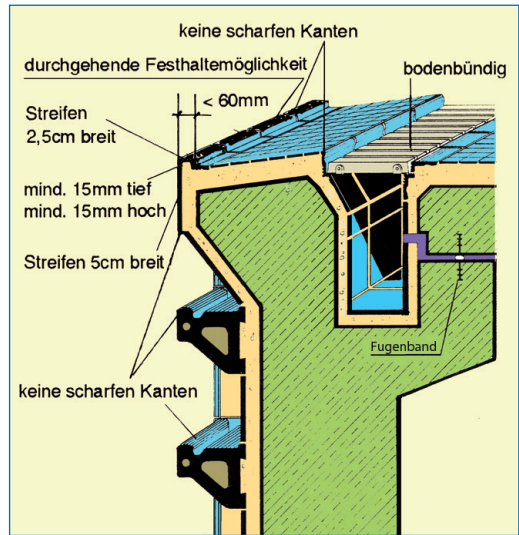 keine scharfen Kanten
durchgehende Festhaltemöglichkeit
bodenbündig
< 60mm
Streifen
2,5cm breit
mind. 15mm tief
mind. 15mm hoch
Streifen 5cm breit
Fugenband
keine scharfen Kanten